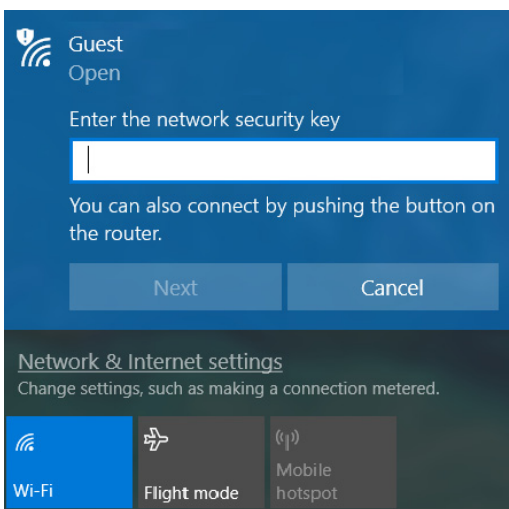 Guest
Open
Enter the network security key
You can also connect by pushing the button on
the router.
Next
Cancel
Network & Internet settings
Change settings, such as making a connection metered.
Wi-Fi
Flight mode
Mobile
hotspot